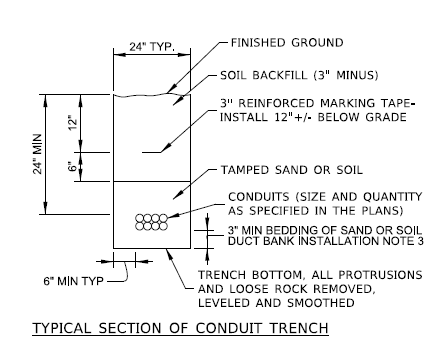 24" TYP.
FINISHED GROUND
SOIL BACKFILL (3" MINUS)
3" REINFORCED MARKING TAPE-
INSTALL 12"+/- BELOW GRADE
24" MIN
12"
6"
TAMPED SAND OR SOIL
CONDUITS (SIZE AND QUANTITY
AS SPECIFIED IN THE PLANS)
3" MIN BEDDING OF SAND OR SOIL
DUCT BANK INSTALLATION NOTE 3
6" MIN TYP
TRENCH BOTTOM, ALL PROTRUSIONS
AND LOOSE ROCK REMOVED,
LEVELED AND SMOOTHED
TYPICAL SECTION OF CONDUIT TRENCH